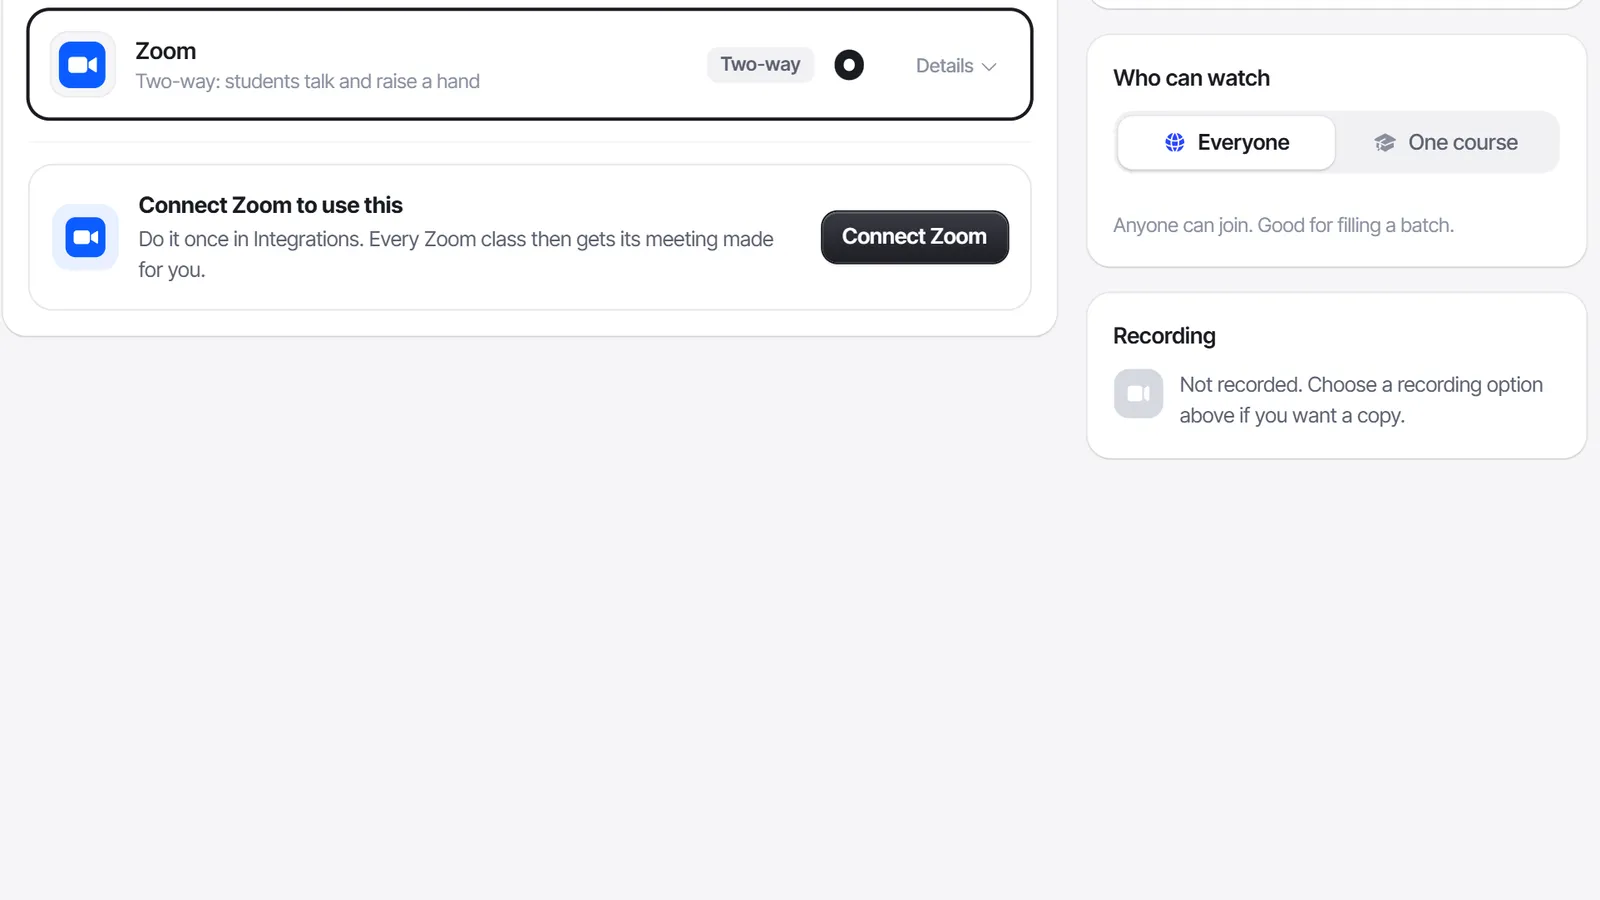 Zoom
Two-way: students talk and raise a hand
Two-way
Details
Connect Zoom to use this
Do it once in Integrations. Every Zoom class then gets its meeting made
for you.
Connect Zoom
Who can watch
Everyone
One course
Anyone can join. Good for filling a batch.
Recording
Not recorded. Choose a recording option
above if you want a copy.